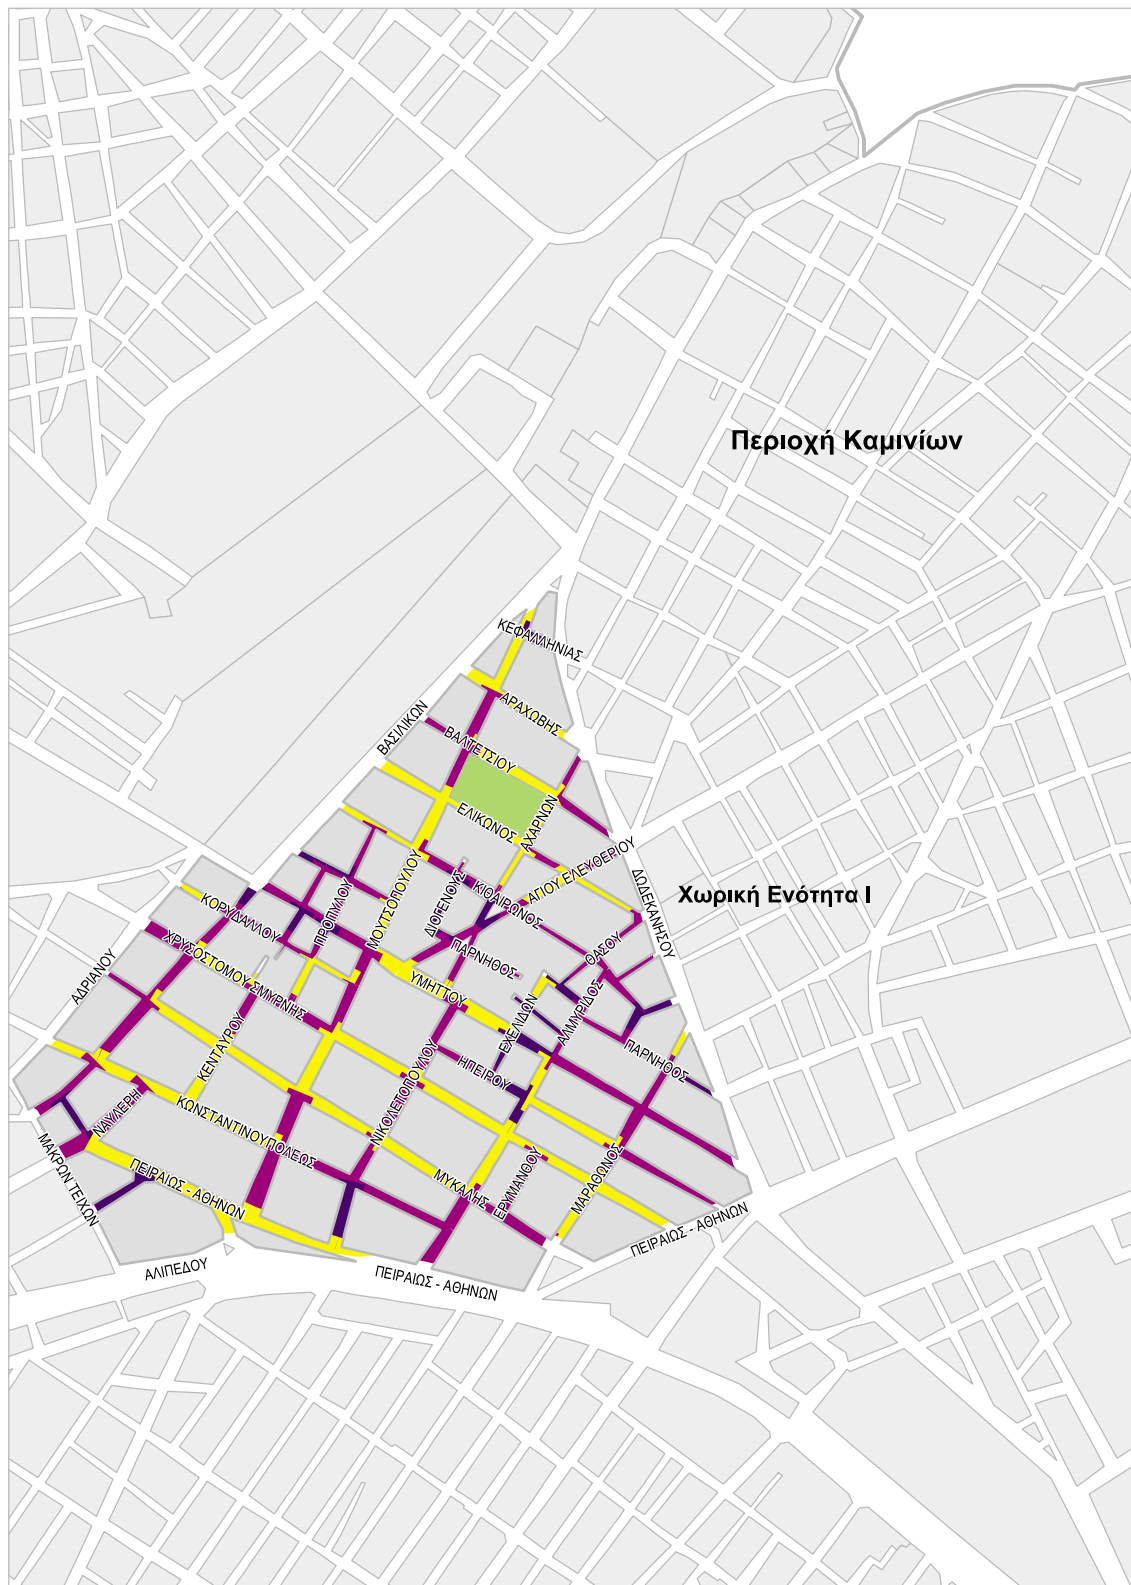 Περιοχή Καμινίων
ΚΕΦΑΛΛΗΝΙΑΣ
ΑΡΑΧΩΒΗΣ
ΒΑΣΙΛΙΚΩΝ
ΒΑΛΤΕΤΣΙΟΥ
ΕΛΙΚΩΝΟΣ
ΑΧΑΡΝΩΝ
ΑΓΙΟΥ ΕΛΕΥΘΕΡΙΟΥ
ΜΟΥΤΣΟΠΟΥΛΟΥ
ΔΙΟΓΕΝΟΥΣ
ΚΙΘΑΙΡΩΝΟΣ
ΔΩΔΕΚΑΝΗΣΟΥ
Χωρική Ενότητα Ι
ΚΟΡΥΔΑΛΛΟΥ
ΠΡΟΠΥΛΟΥ
ΠΑΡΝΗΘΟΣ
ΘΑΣΟΥ
ΑΔΡΙΑΝΟΥ
ΧΡΥΣΟΣΤΟΜΟΥ ΣΜΥΡΝΗΣ
ΥΜΗΤΤΟΥ
ΕΧΕΛΙΔΩΝ
ΑΛΜΥΡΙΔΟΣ
ΚΕΝΤΑΥΡΟΥ
ΝΙΚΟΛΕΤΟΠΟΥΛΟΥ
ΗΠΕΙΡΟΥ
ΠΑΡΝΗΘΟΣ
ΝΑΥΛΕΡΗ
ΚΩΝΣΤΑΝΤΙΝΟΥΠΟΛΕΩΣ
ΜΑΚΡΩΝ ΤΕΙΧΩΝ
ΠΕΙΡΑΙΩΣ - ΑΘΗΝΩΝ
ΜΥΚΑΛΗΣ
ΕΡΥΜΑΝΘΟΥ
ΜΑΡΑΘΩΝΟΣ
ΠΕΙΡΑΙΩΣ - ΑΘΗΝΩΝ
ΑΛΙΠΕΔΟΥ
ΠΕΙΡΑΙΩΣ - ΑΘΗΝΩΝ